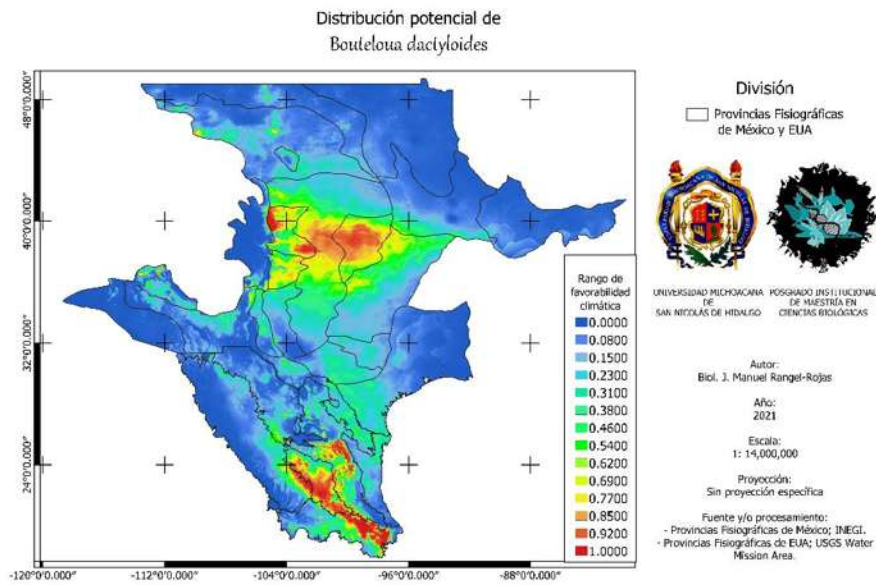 Distribución potencial de
Bouteloua dactyloides
División
Provincias Fisiográficas
de México y EUA
UNIVERSIDAD MICHOACANA
DE
SAN NICOLÁS DE HIDALGO
POSGRADO INSTITUCIONAL
DE MAESTRÍA EN
CIENCIAS BIOLÓGICAS
Autor:
Biol. J. Manuel Rangel-Rojas
Año:
2021
Escala:
1: 14,000,000
Proyección:
Sin proyección específica
Fuente y/o procesamiento:
- Provincias Fisiográficas de México; INEGI.
- Provincias Fisiográficas de EUA; USGS Water
Mission Area.
Rango de
favorabilidad
climática
0.0000
0.0800
0.1500
0.2300
0.3100
0.3800
0.4600
0.5400
0.6200
0.6900
0.7700
0.8500
0.9200
1.0000
48°0'0.000"
40°0'0.000"
32°0'0.000"
24°0'0.000"
-120°0'0.000"
-112°0'0.000"
-104°0'0.000"
-96°0'0.000"
-88°0'0.000"